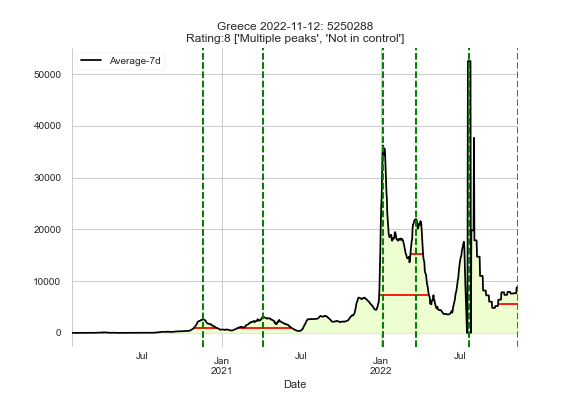 Greece 2022-11-12: 5250288
Rating:8 ['Multiple peaks', 'Not in control']
Average-7d
50000
40000
30000
20000
10000
0
Jul
Jan
2021
Jul
Jan
2022
Jul
Date